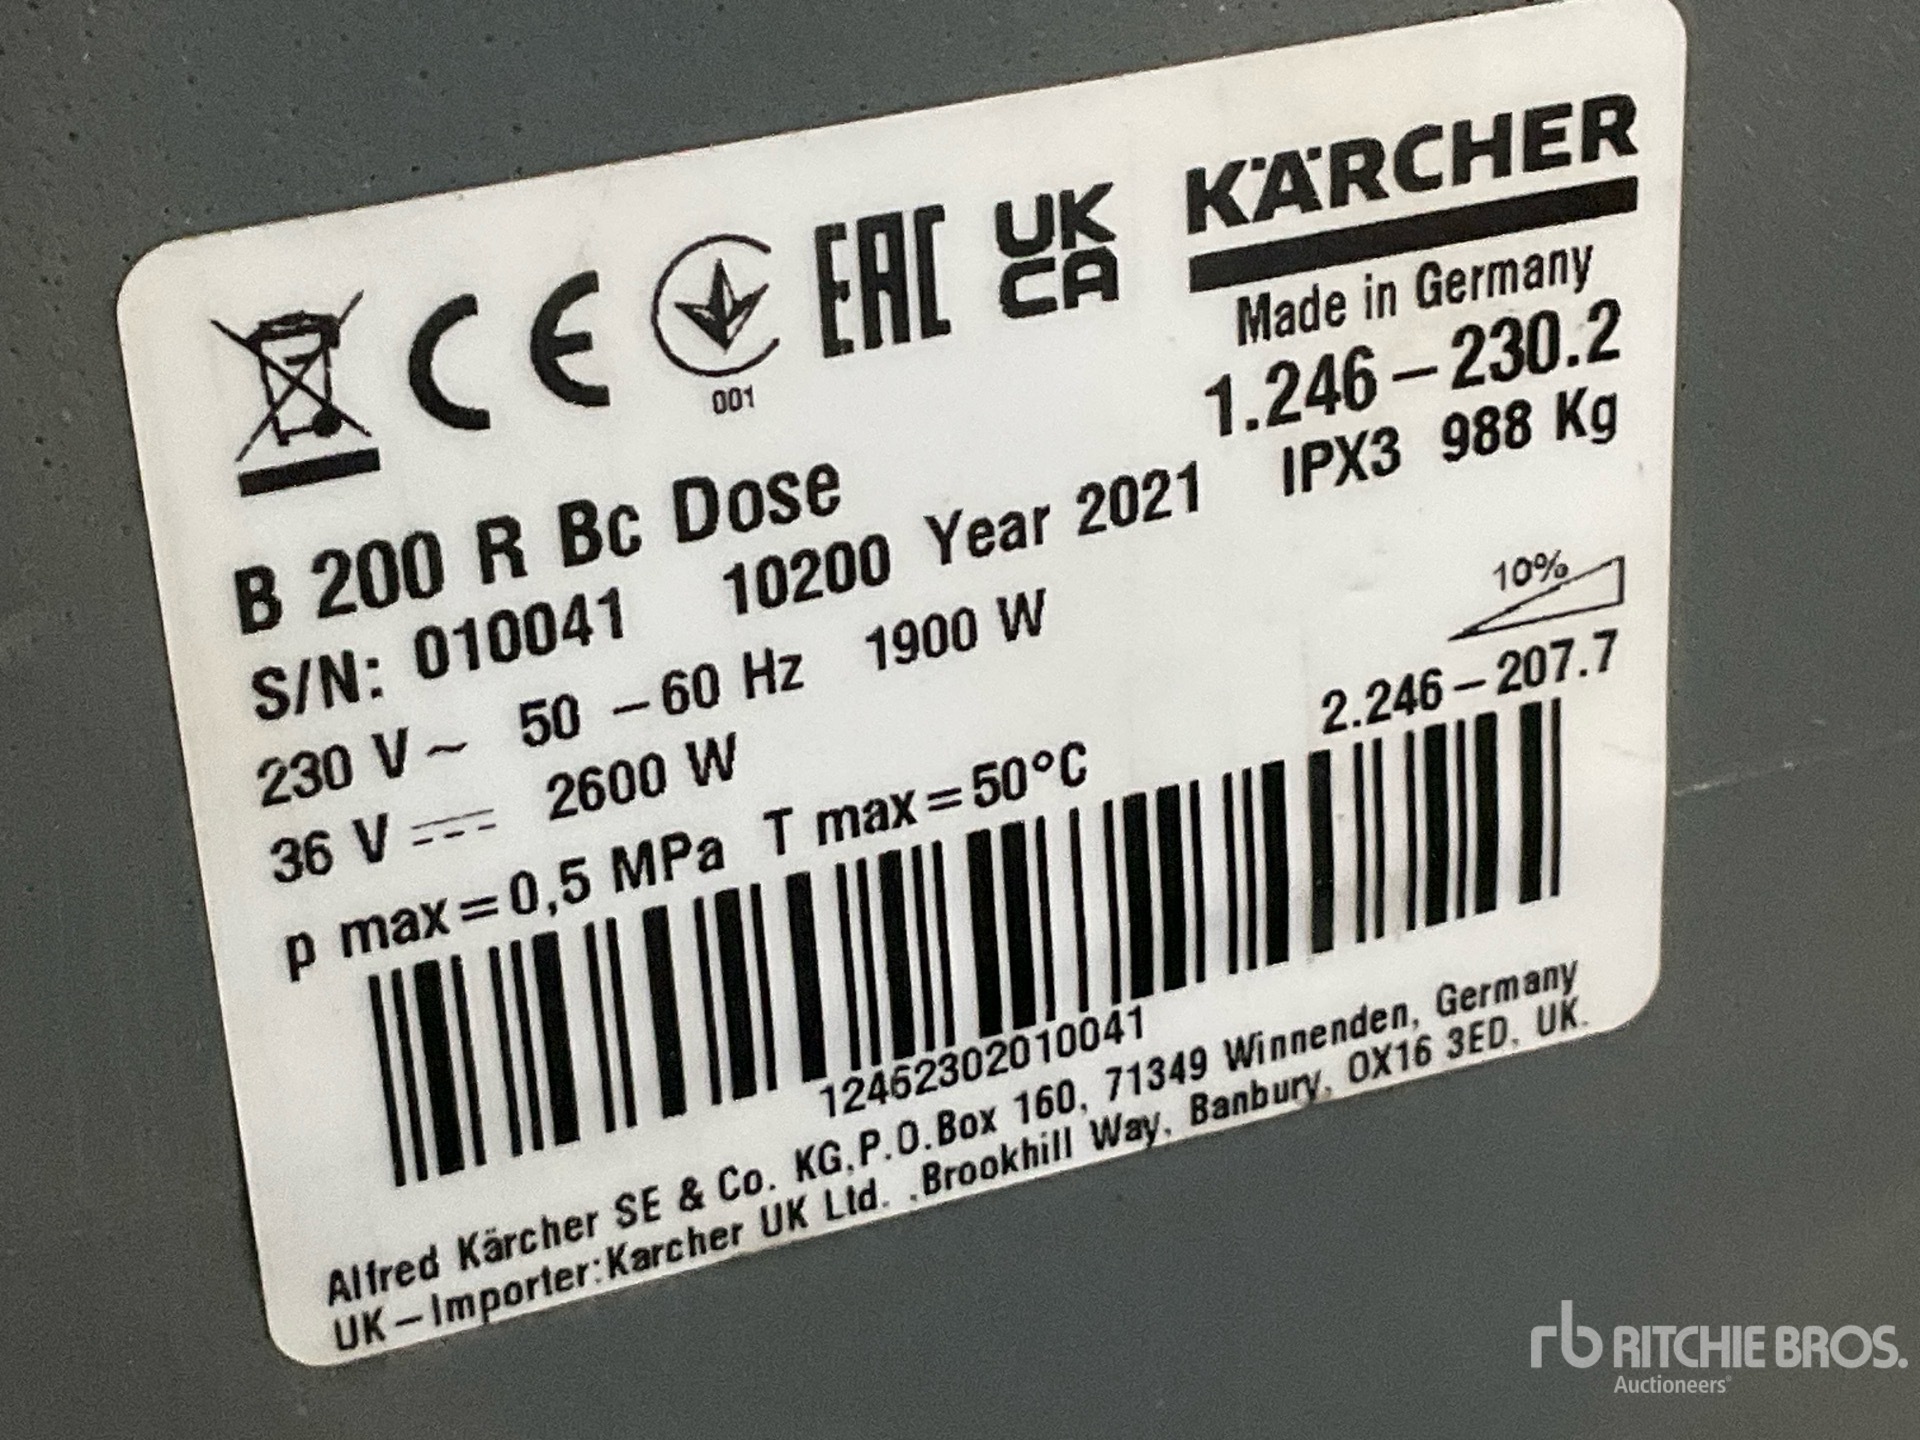 KÄRCHER
CE 001 EAC UK CA
Made in Germany
1.246-230.2
IPX3 988 Kg
B 200 R Bc Dose
S/N: 010041 10200 Year 2021
230 V~ 50-60 Hz 1900 W
10%
36 V⎓ 2600 W
2.246-207.7
p max=0,5 MPa T max=50°C
12462302010041
Alfred Kärcher SE & Co. KG,P.O.Box 160, 71349 Winnenden, Germany
UK-Importer:Karcher UK Ltd. ,Brookhill Way, Banbury, OX16 3ED, UK.
rb RITCHIE BROS.
Auctioneers